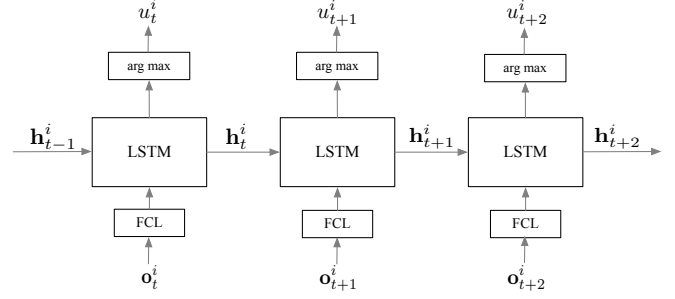 u_t^i u_{t+1}^i u_{t+2}^i
arg max arg max arg max
h_{t-1}^i LSTM h_t^i LSTM h_{t+1}^i LSTM h_{t+2}^i
FCL FCL FCL
o_t^i o_{t+1}^i o_{t+2}^i